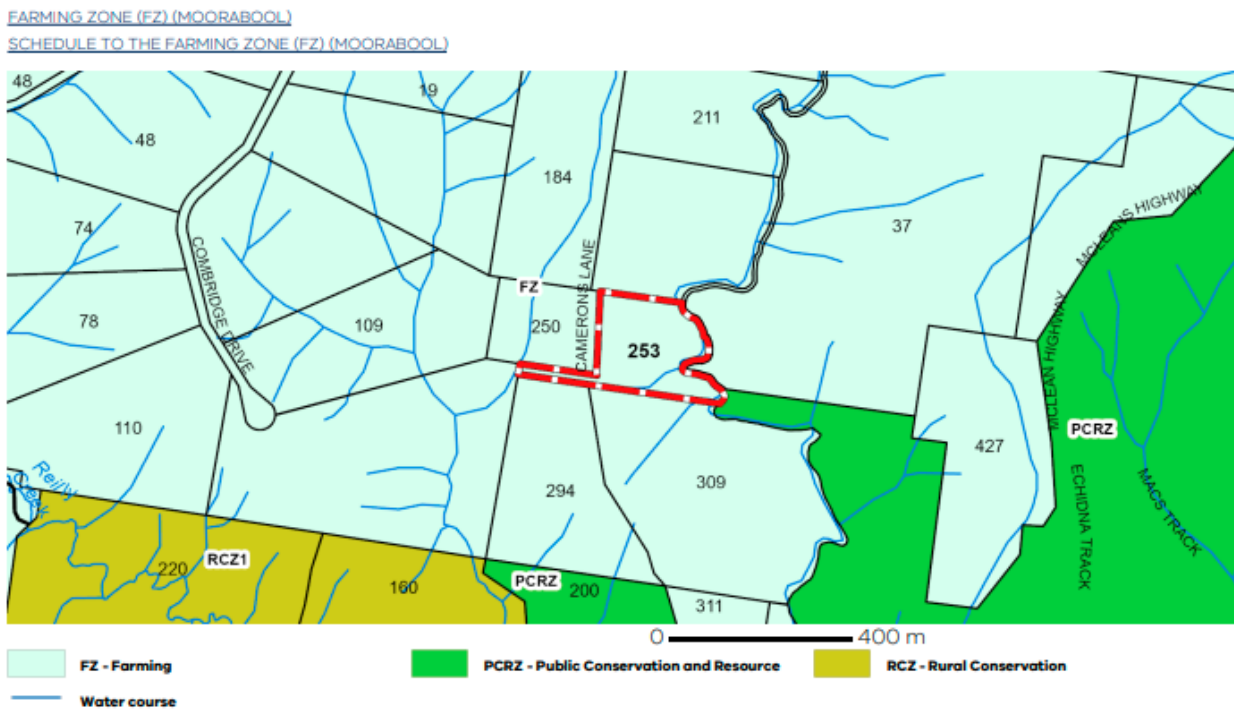 FARMING ZONE (FZ) (MOORABOOL)
SCHEDULE TO THE FARMING ZONE (FZ) (MOORABOOL)
48
19
211
48
184
37
74
MCLEANS HIGHWAY
COMBRIDGE DRIVE
CAMERONS LANE
FZ
78
109
250
253
MCLEAN HIGHWAY
110
PCRZ
427
Reilly
Creek
294
309
ECHIDNA TRACK
MACS TRACK
RCZ1
220
160
PCRZ
200
311
0 400 m
FZ - Farming PCRZ - Public Conservation and Resource RCZ - Rural Conservation
Water course